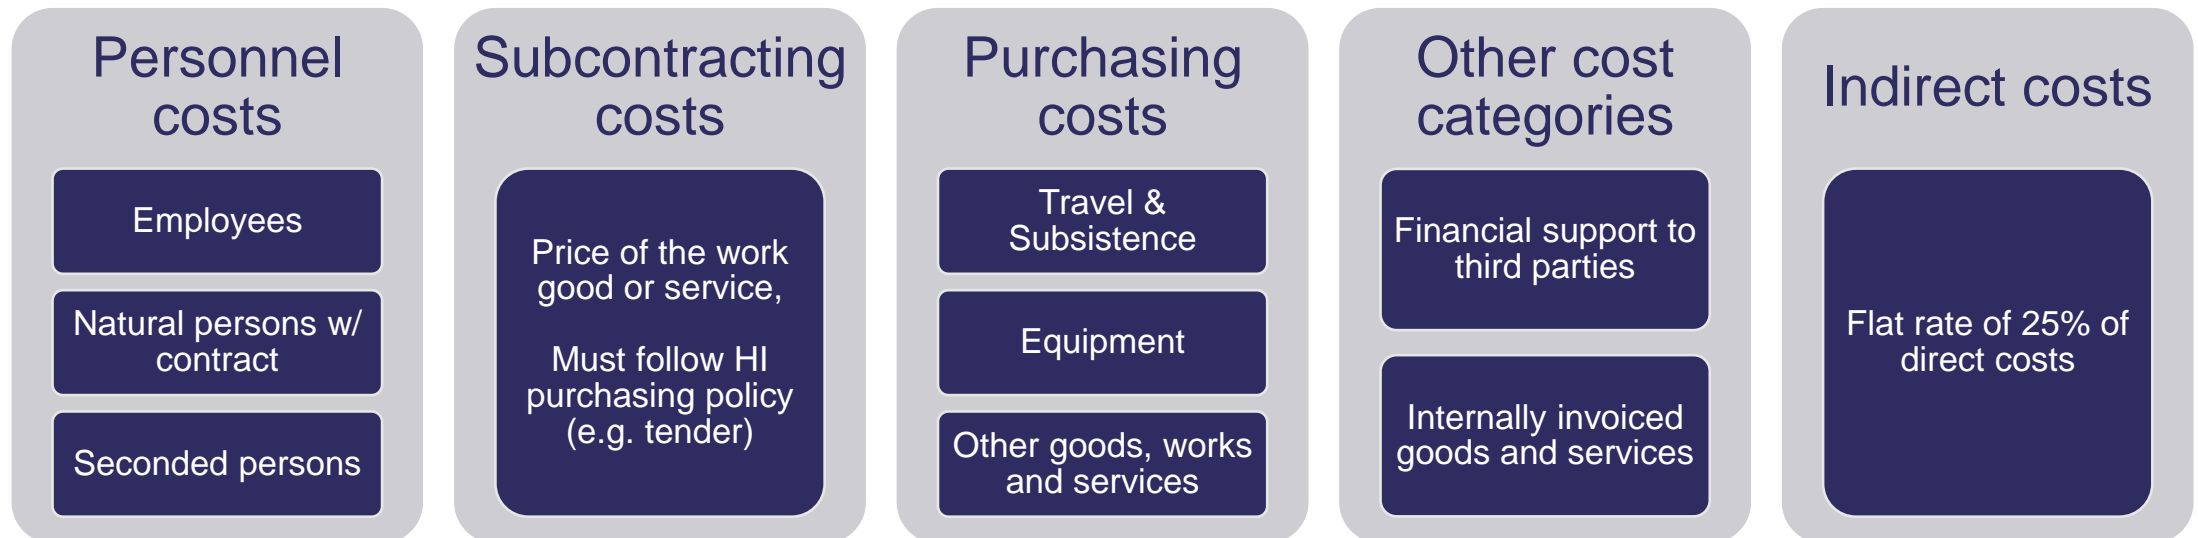 Personnel
costs
Employees
Natural persons w/
contract
Seconded persons
Subcontracting
costs
Price of the work
good or service,
Must follow HI
purchasing policy
(e.g. tender)
Purchasing
costs
Travel &
Subsistence
Equipment
Other goods, works
and services
Other cost
categories
Financial support to
third parties
Internally invoiced
goods and services
Indirect costs
Flat rate of 25% of
direct costs